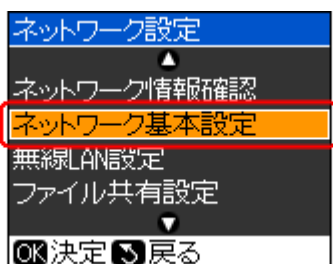 ネットワーク設定
ネットワーク情報確認
ネットワーク基本設定
無線LAN設定
ファイル共有設定
OK決定 戻る